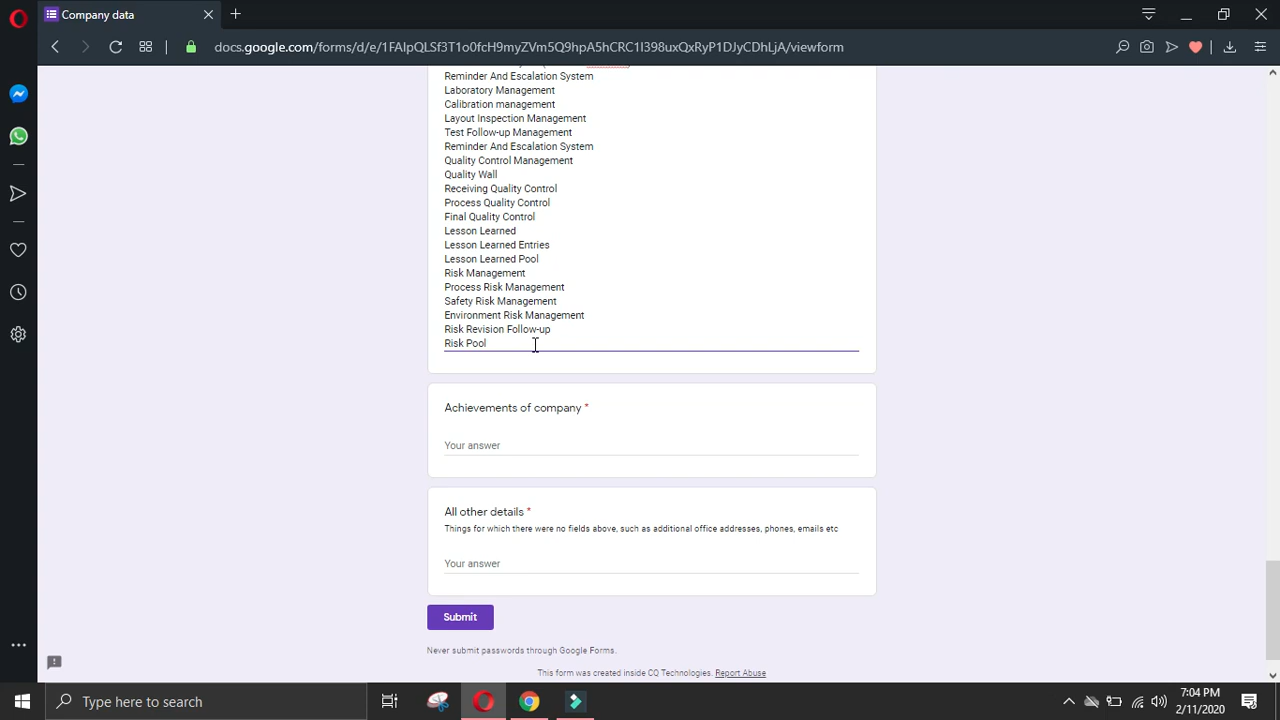 Company data
docs.google.com/forms/d/e/1FAIpQLSf3T1o0fcH9myZVm5Q9hpA5hCRC1I398uxQxRyP1DJyCDhLjA/viewform
Reminder And Escalation System
Laboratory Management
Calibration management
Layout Inspection Management
Test Follow-up Management
Reminder And Escalation System
Quality Control Management
Quality Wall
Receiving Quality Control
Process Quality Control
Final Quality Control
Lesson Learned
Lesson Learned Entries
Lesson Learned Pool
Risk Management
Process Risk Management
Safety Risk Management
Environment Risk Management
Risk Revision Follow-up
Risk Pool
Achievements of company *
Your answer
All other details *
Things for which there were no fields above, such as additional office addresses, phones, emails etc
Your answer
Submit
Never submit passwords through Google Forms.
This form was created inside CQ Technologies. Report Abuse
Type here to search
7:04 PM
2/11/2020